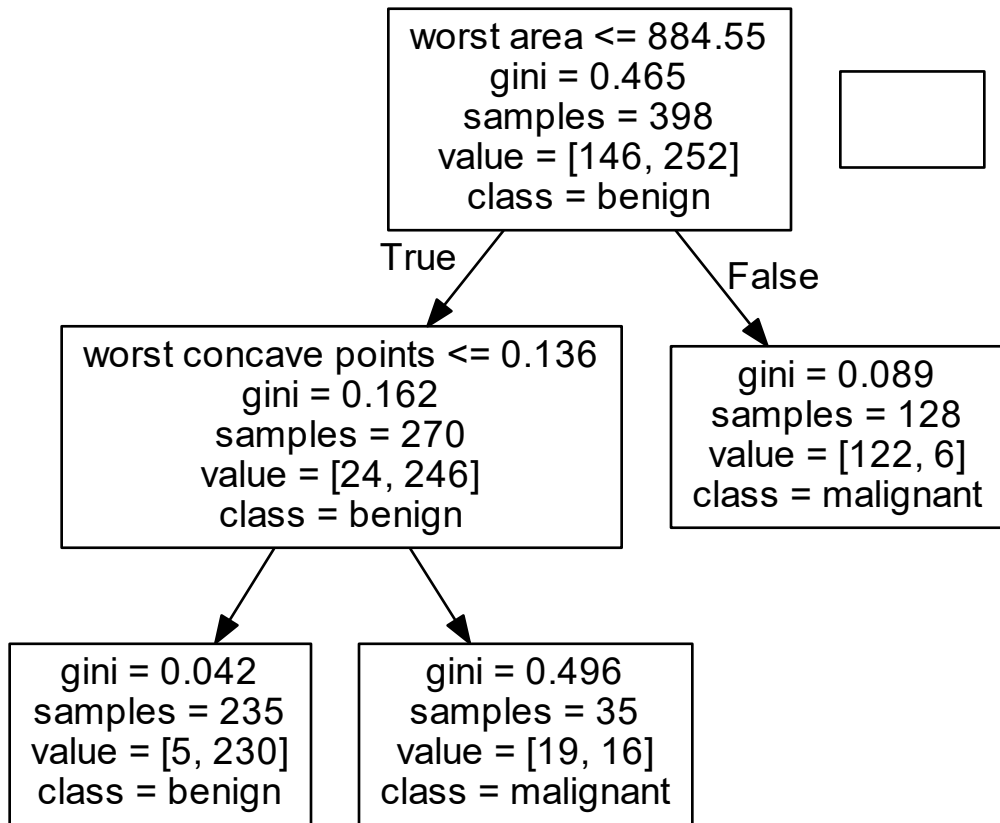 worst area <= 884.55
gini = 0.465
samples = 398
value = [146, 252]
class = benign
True
False
worst concave points <= 0.136
gini = 0.162
samples = 270
value = [24, 246]
class = benign
gini = 0.089
samples = 128
value = [122, 6]
class = malignant
gini = 0.042
samples = 235
value = [5, 230]
class = benign
gini = 0.496
samples = 35
value = [19, 16]
class = malignant